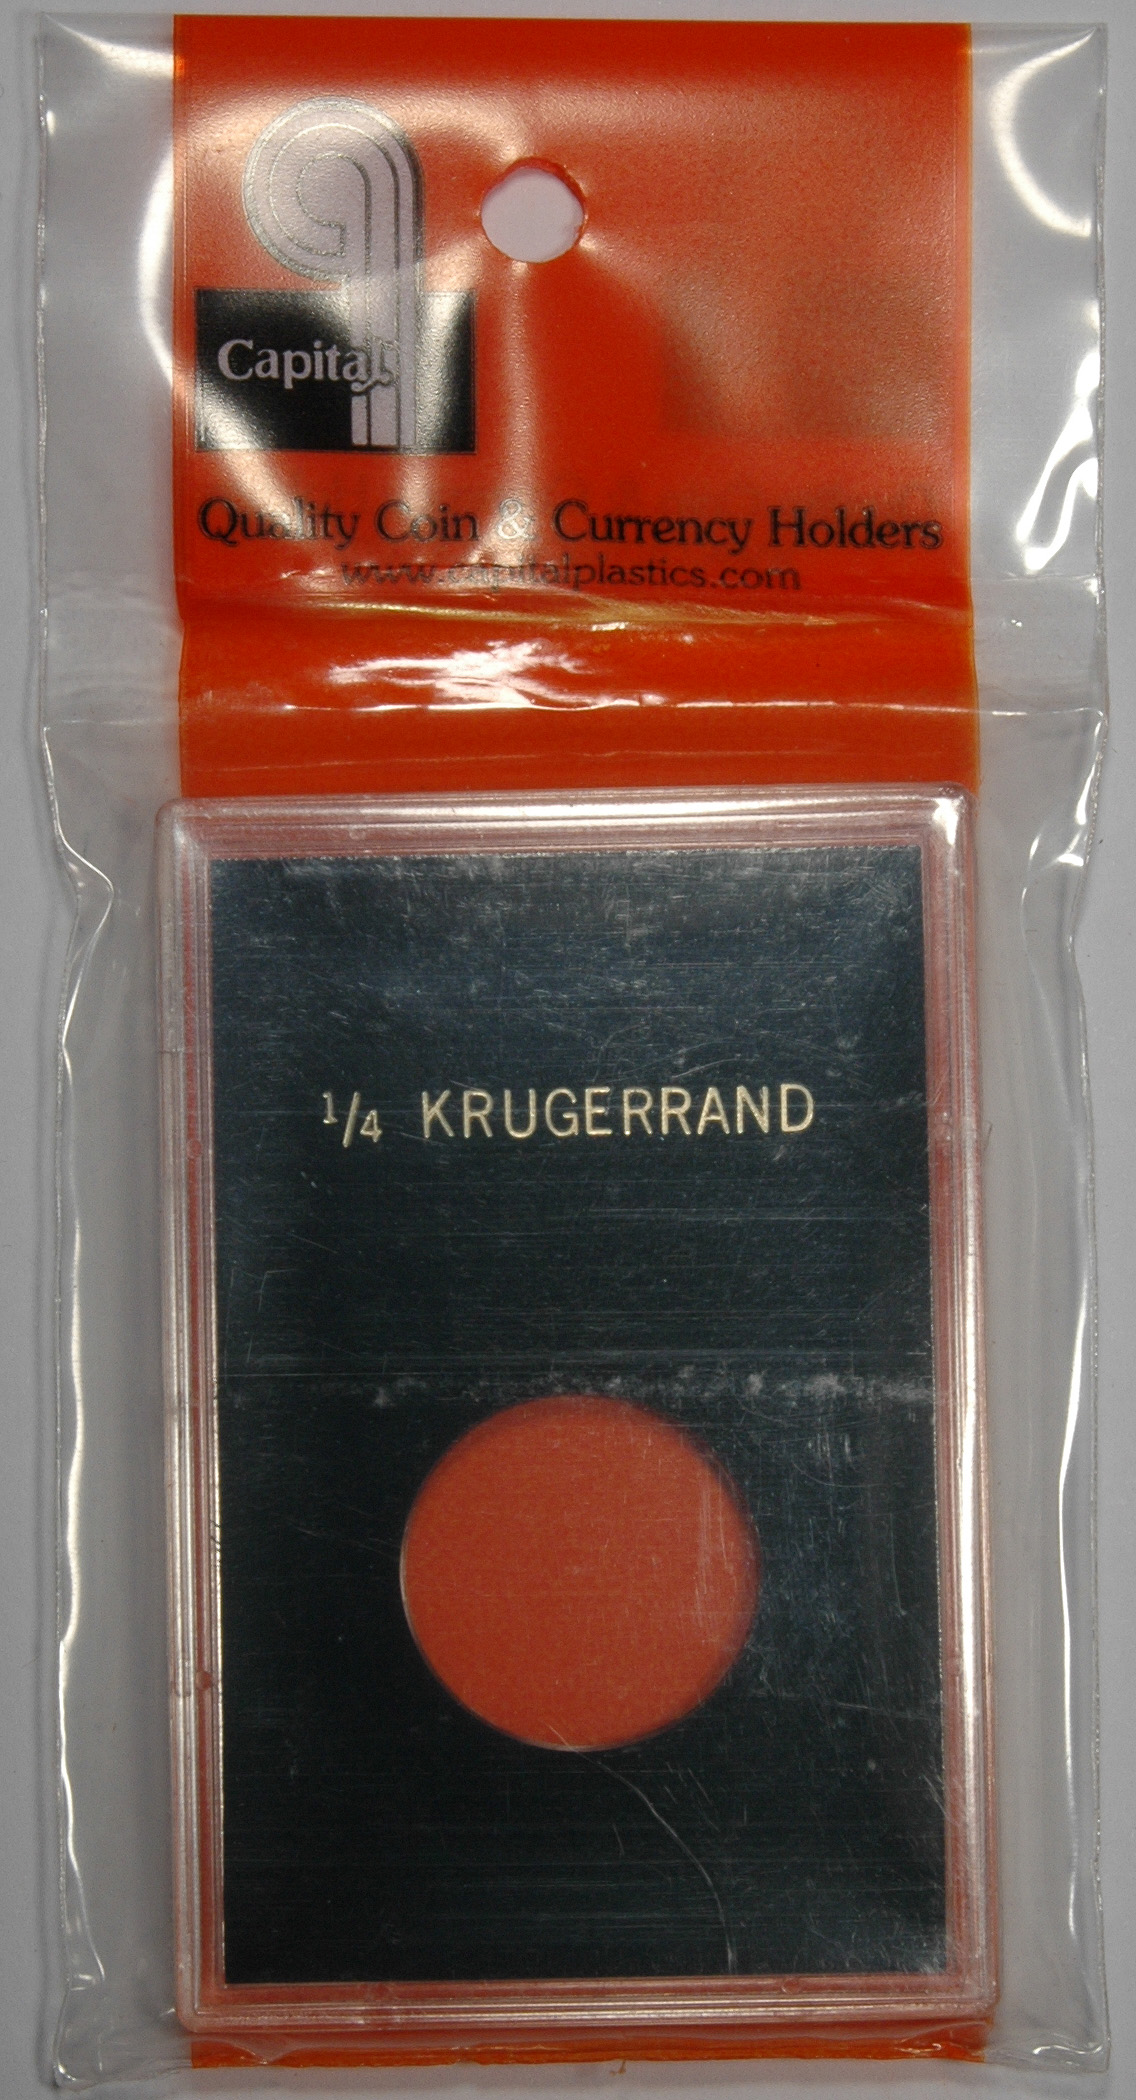 Capital
Quality Coin & Currency Holders
www.capitalplastics.com
1/4 KRUGERRAND